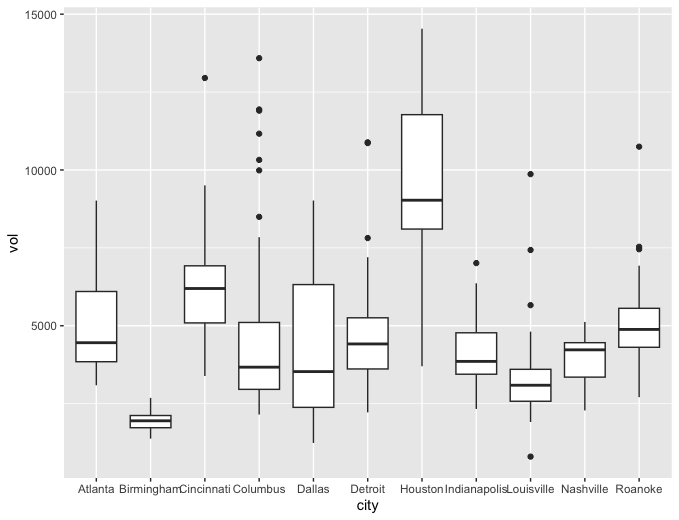 15000
10000
5000
vol
Atlanta Birmingham Cincinnati Columbus Dallas Detroit Houston Indianapolis Louisville Nashville Roanoke
city